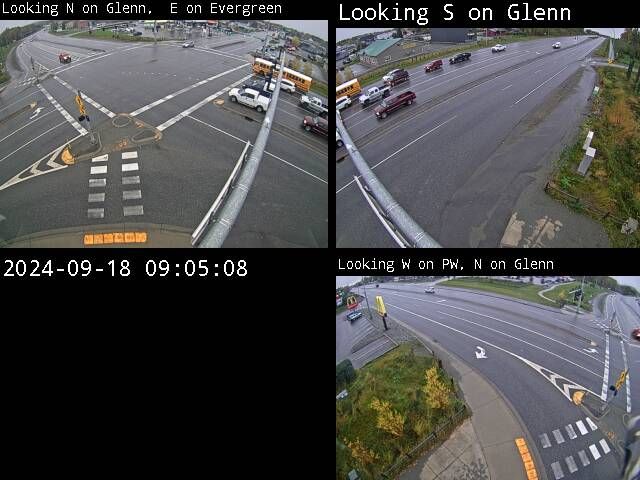 Looking N on Glenn,  E on Evergreen
Looking S on Glenn
2024-09-18 09:05:08
Looking W on PW, N on Glenn